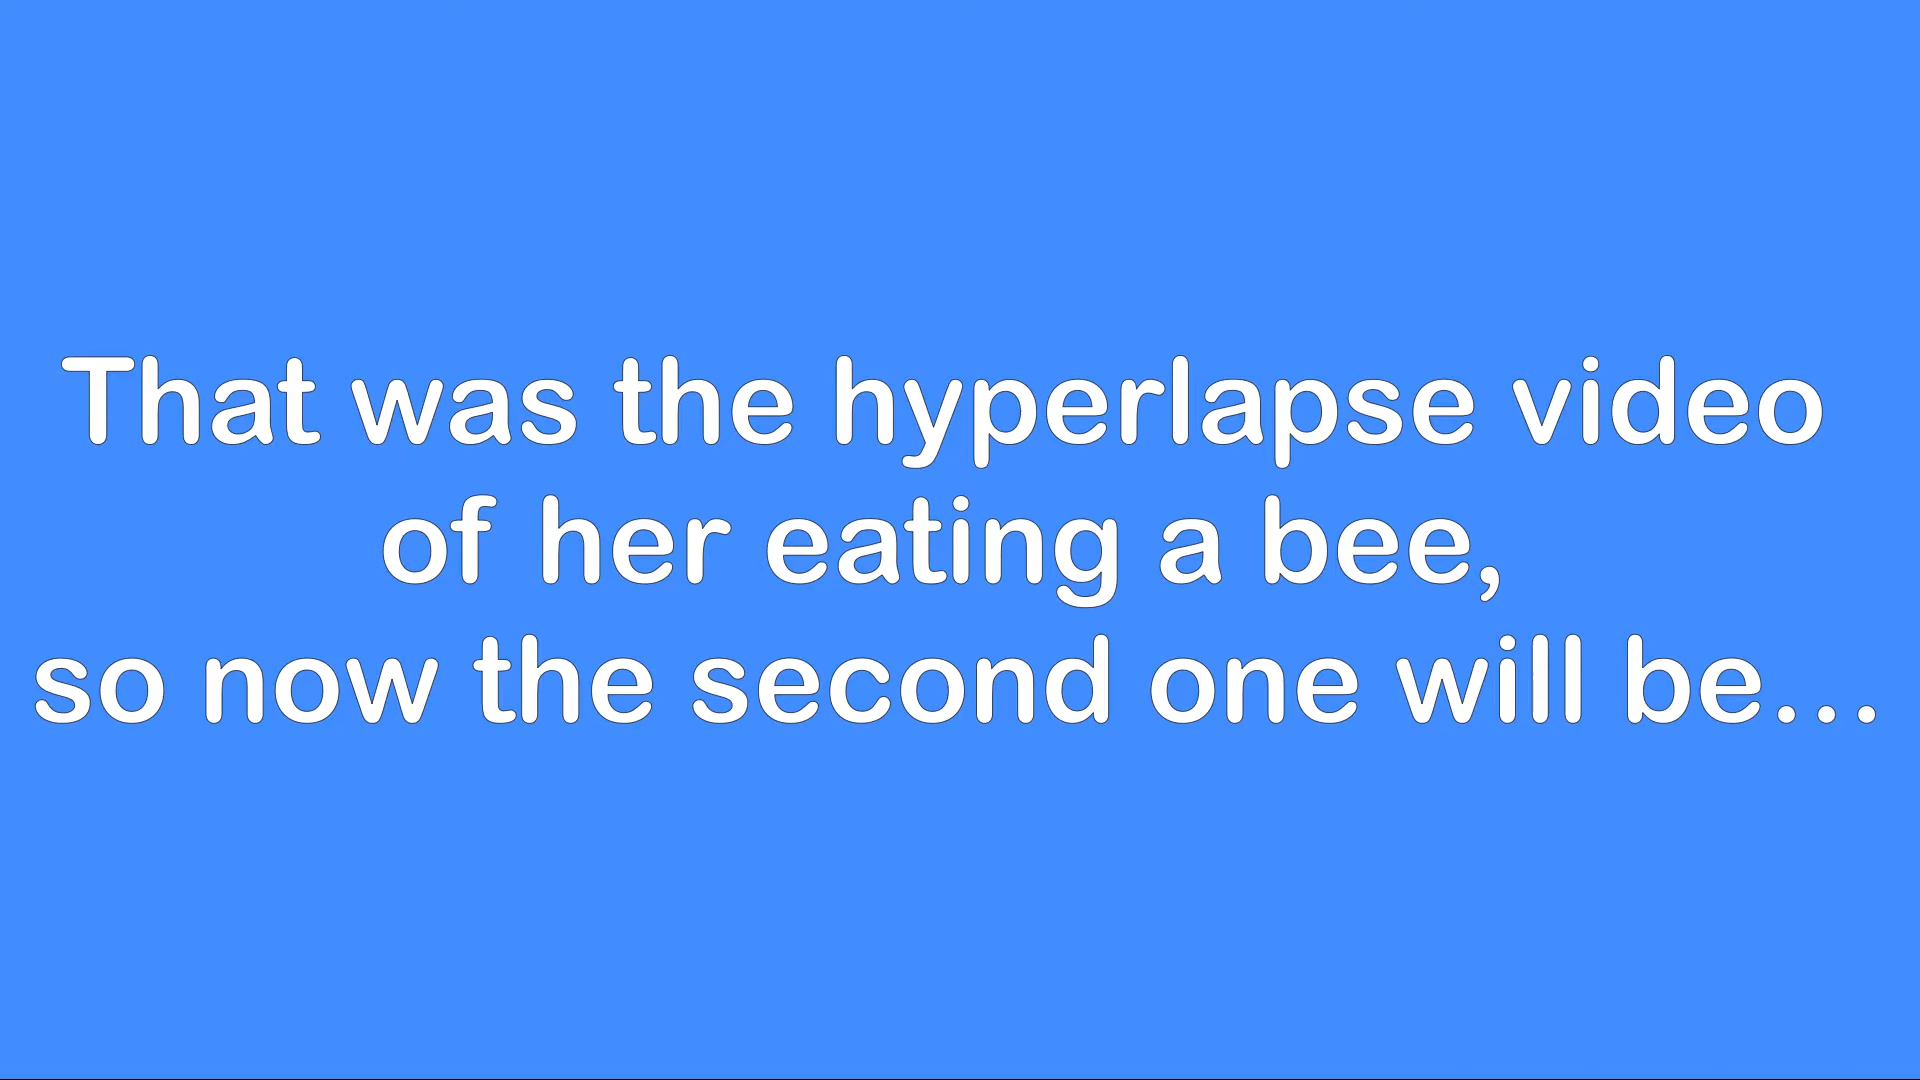 That was the hyperlapse video
of her eating a bee,
so now the second one will be...